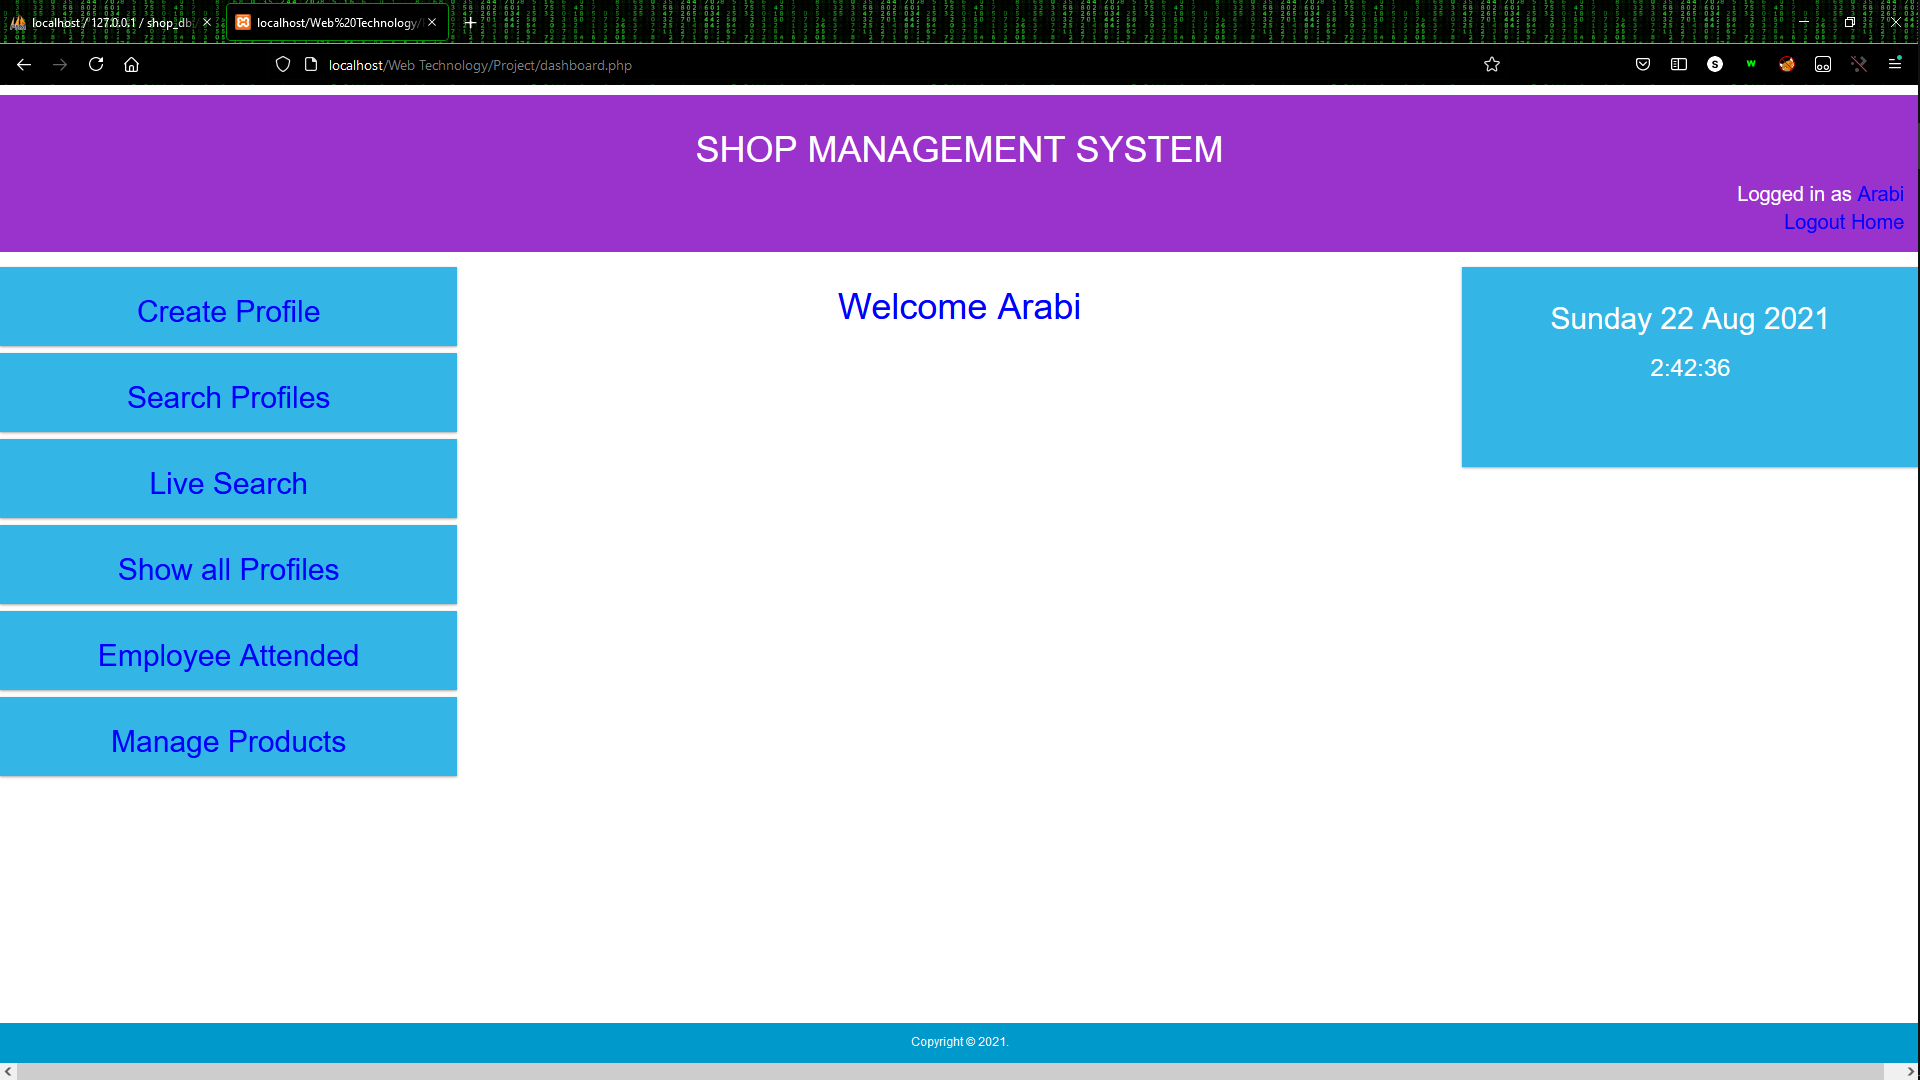 localhost / 127.0.0.1 / shop_db
localhost/Web%20Technology/
localhost/Web Technology/Project/dashboard.php
SHOP MANAGEMENT SYSTEM
Logged in as Arabi
Logout Home
Create Profile
Search Profiles
Live Search
Show all Profiles
Employee Attended
Manage Products
Welcome Arabi
Sunday 22 Aug 2021
2:42:36
Copyright © 2021.